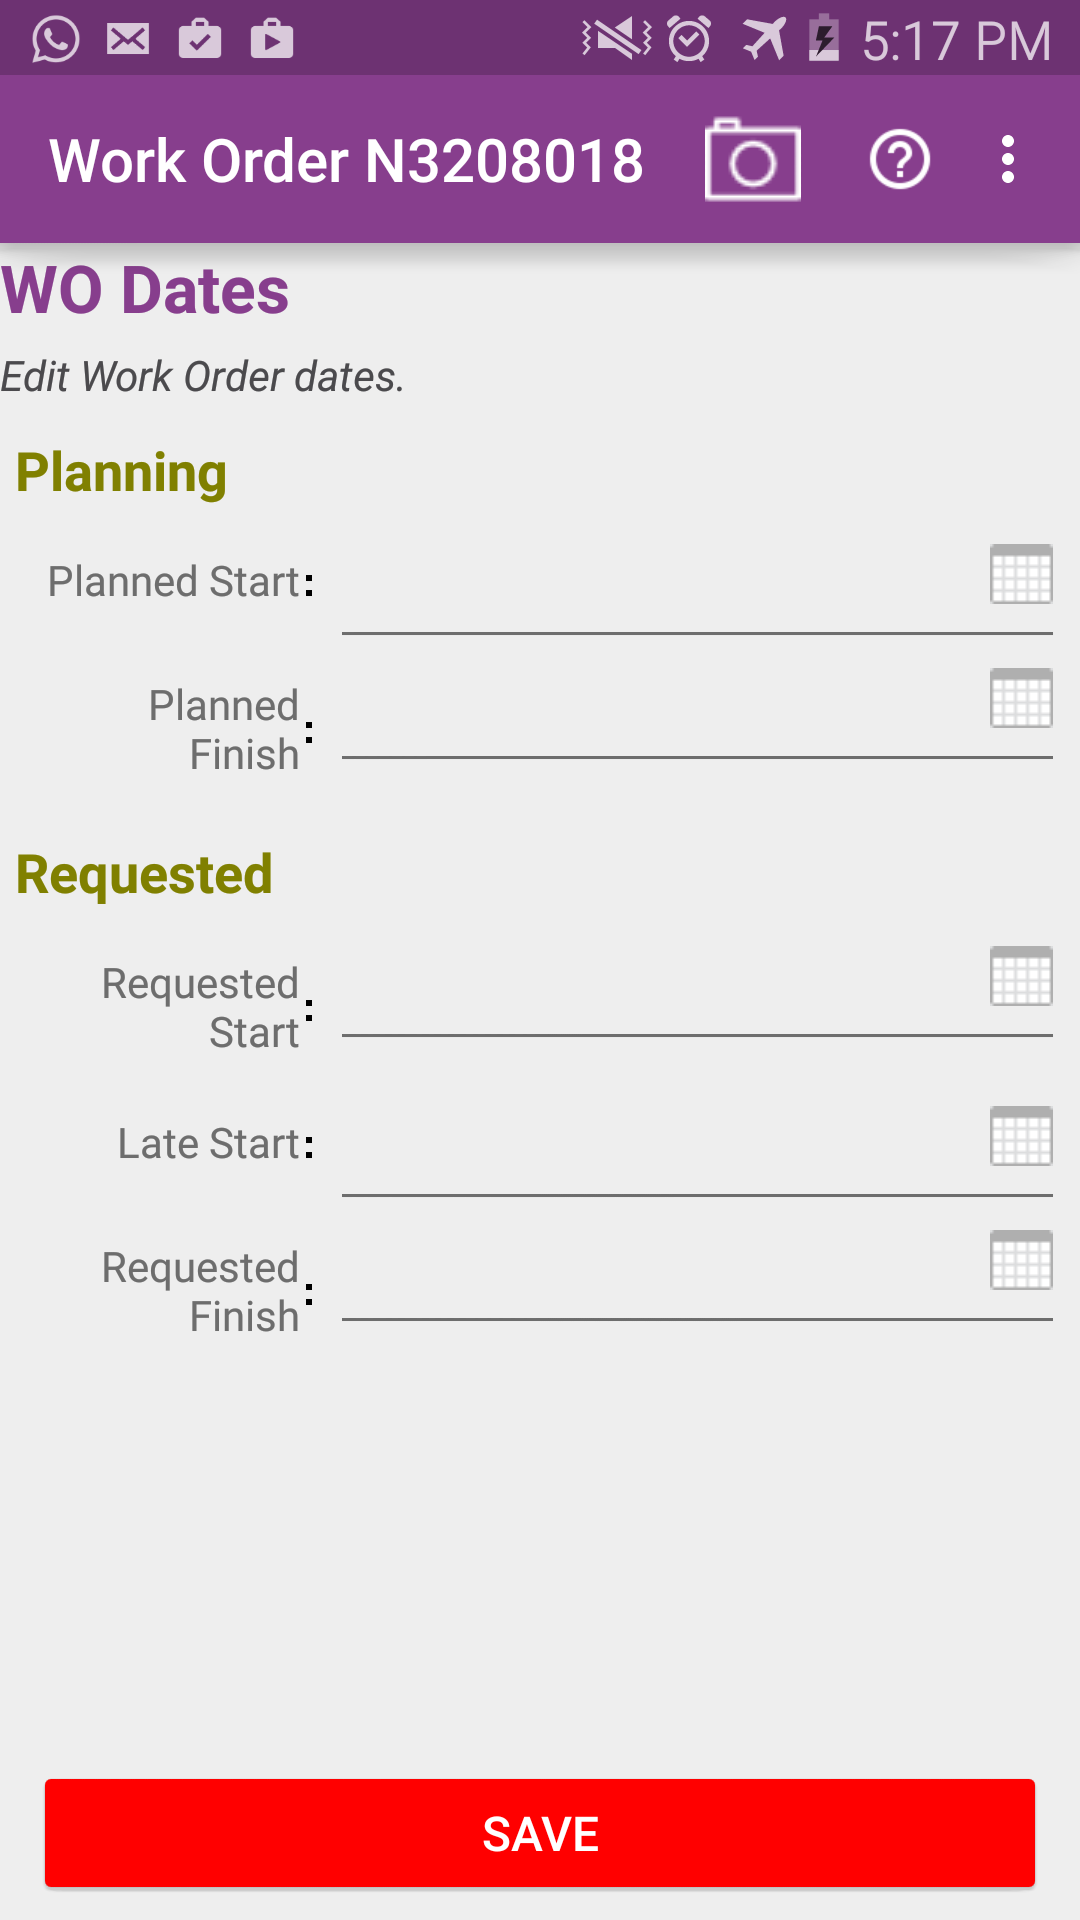 5:17 PM
Work Order N3208018
WO Dates
Edit Work Order dates.
Planning
Planned Start:
Planned
Finish:
Requested
Requested
Start:
Late Start:
Requested
Finish:
SAVE